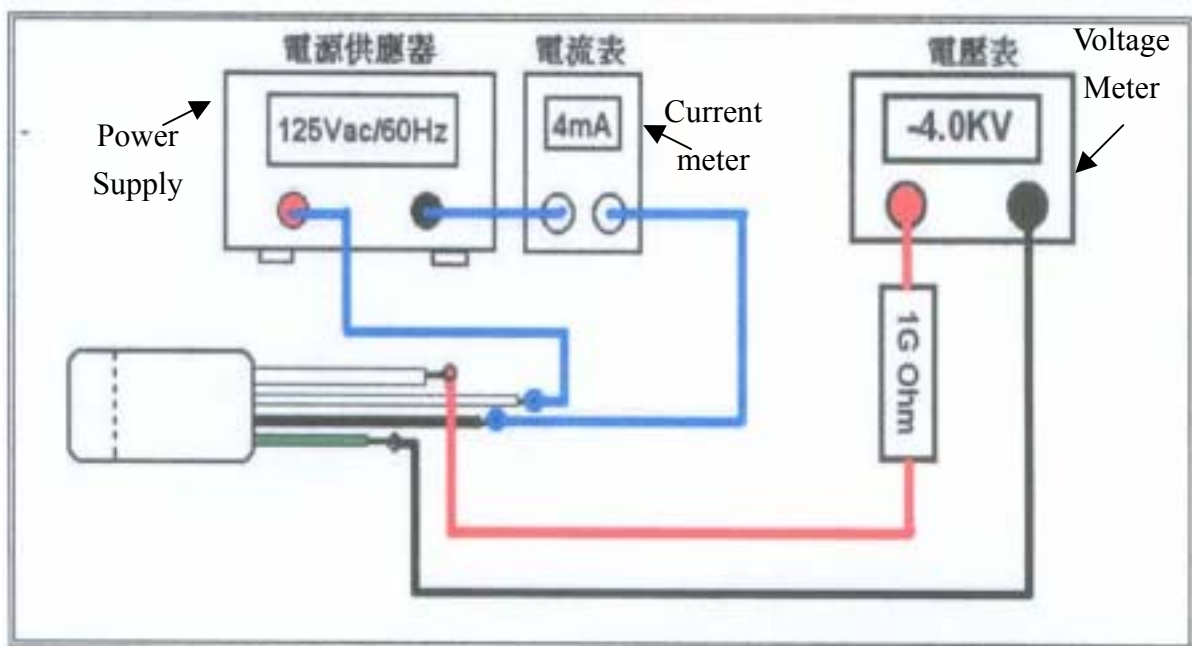 電源供應器
電流表
電壓表
Voltage
Meter
Power
Supply
125Vac/60Hz
4mA
Current
meter
-4.0KV
1G Ohm